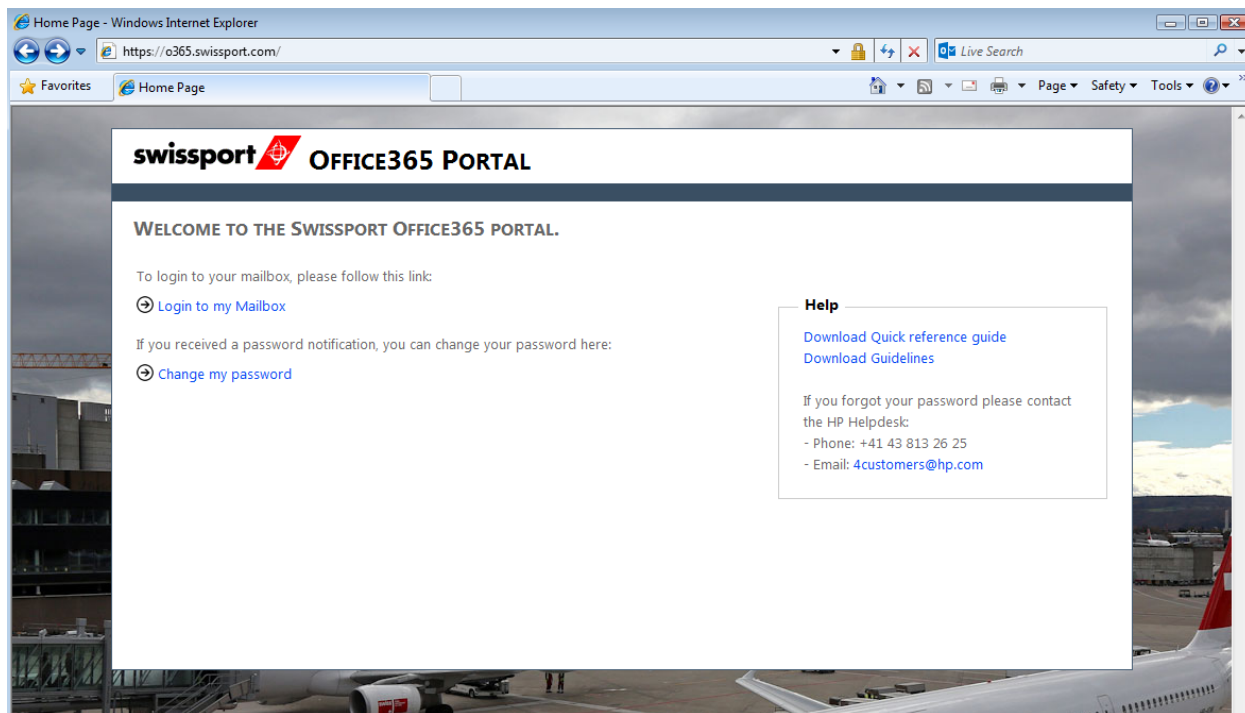 Home Page - Windows Internet Explorer
https://o365.swissport.com/
Live Search
Favorites
Home Page
Page
Safety
Tools
swissport OFFICE365 PORTAL
WELCOME TO THE SWISSPORT OFFICE365 PORTAL.
To login to your mailbox, please follow this link:
Login to my Mailbox
If you received a password notification, you can change your password here:
Change my password
Help
Download Quick reference guide
Download Guidelines
If you forgot your password please contact
the HP Helpdesk:
- Phone: +41 43 813 26 25
- Email: 4customers@hp.com